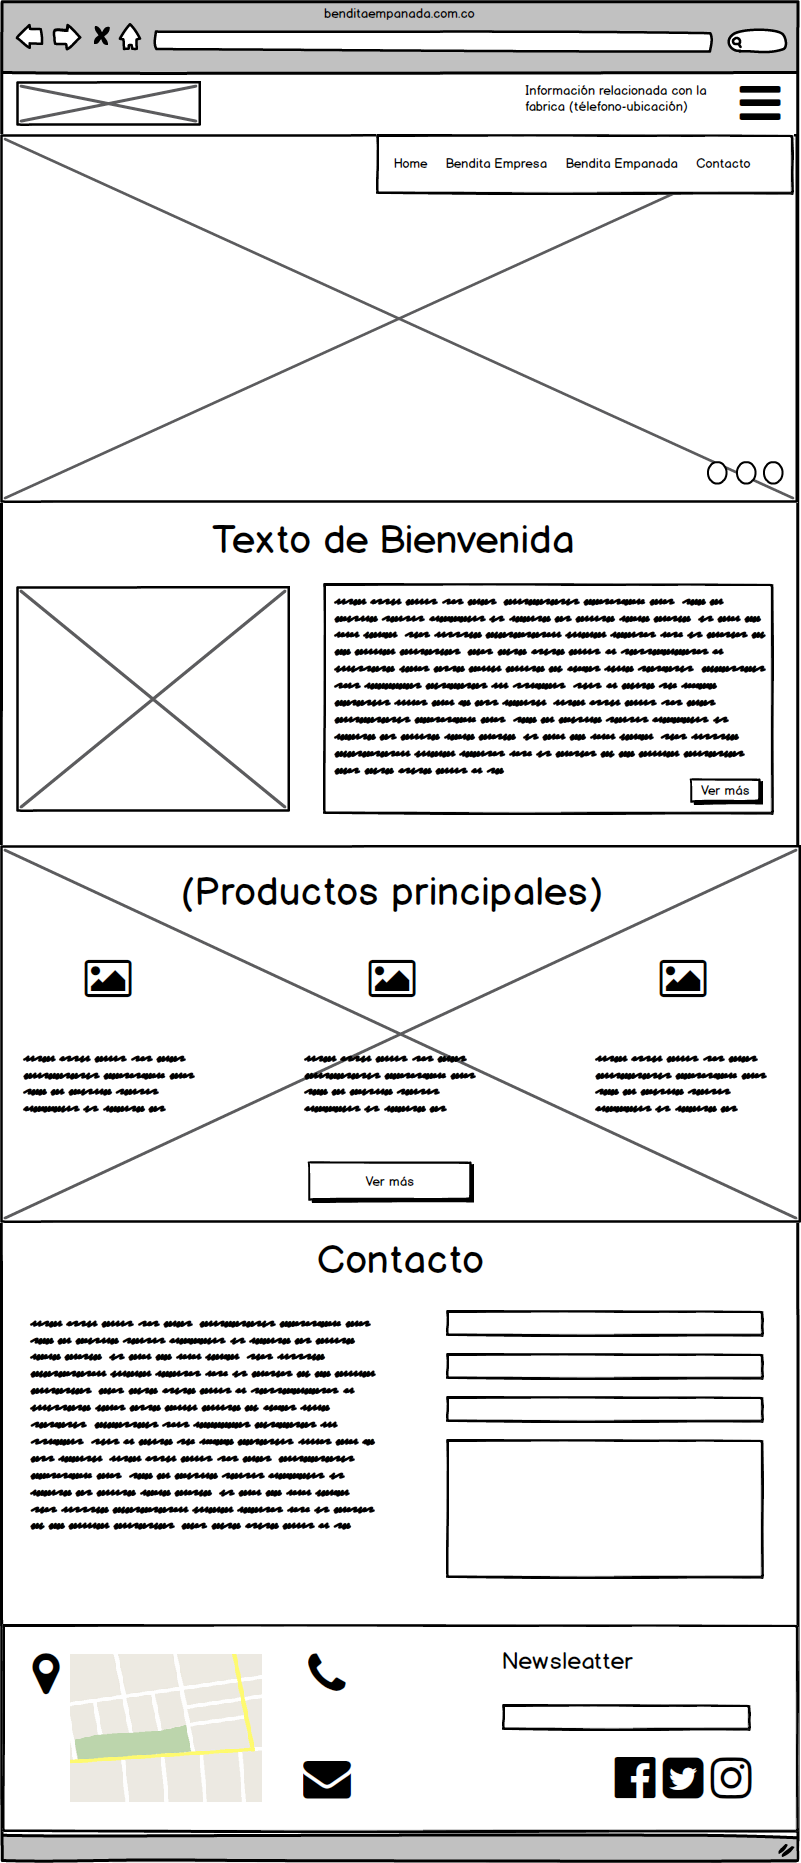 benditaempanada.com.co
Información relacionada con la
fabrica (télefono-ubicación)
Home Bendita Empresa Bendita Empanada Contacto
Texto de Bienvenida
Ver más
(Productos principales)
Ver más
Contacto
Newsleatter